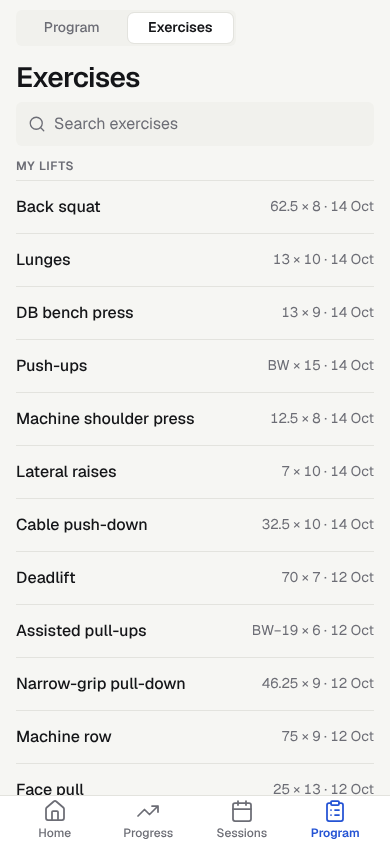 Program Exercises
Exercises
Search exercises
MY LIFTS
Back squat 62.5 × 8 · 14 Oct
Lunges 13 × 10 · 14 Oct
DB bench press 13 × 9 · 14 Oct
Push-ups BW × 15 · 14 Oct
Machine shoulder press 12.5 × 8 · 14 Oct
Lateral raises 7 × 10 · 14 Oct
Cable push-down 32.5 × 10 · 14 Oct
Deadlift 70 × 7 · 12 Oct
Assisted pull-ups BW−19 × 6 · 12 Oct
Narrow-grip pull-down 46.25 × 9 · 12 Oct
Machine row 75 × 9 · 12 Oct
Face pull 25 × 13 · 12 Oct
Home Progress Sessions Program